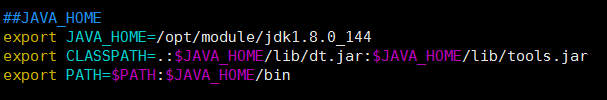 ##JAVA_HOME
export JAVA_HOME=/opt/module/jdk1.8.0_144
export CLASSPATH=.:$JAVA_HOME/lib/dt.jar:$JAVA_HOME/lib/tools.jar
export PATH=$PATH:$JAVA_HOME/bin